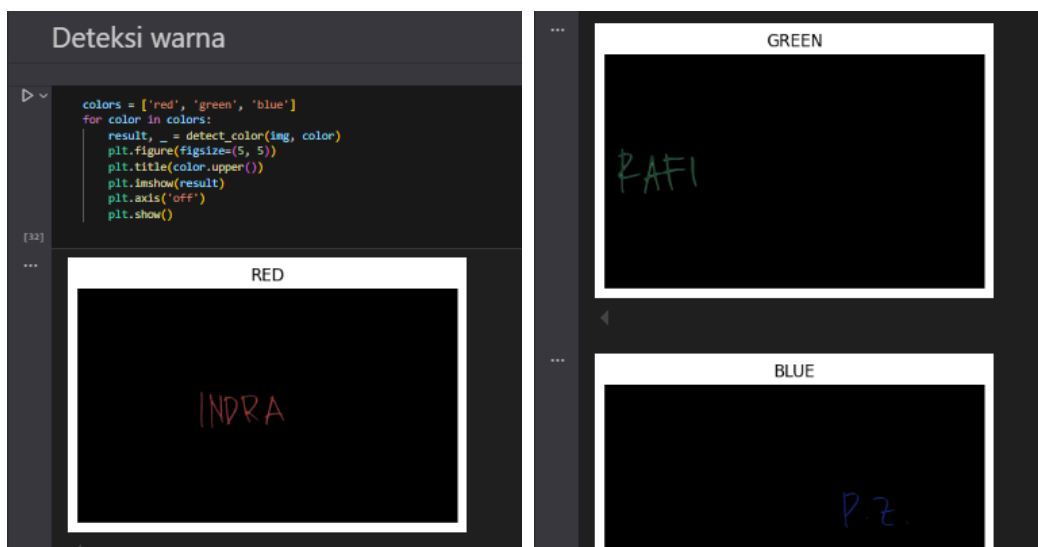 Deteksi warna
colors = ['red', 'green', 'blue']
for color in colors:
    result, _ = detect_color(img, color)
    plt.figure(figsize=(5, 5))
    plt.title(color.upper())
    plt.imshow(result)
    plt.axis('off')
    plt.show()
[32]
...
RED
INDRA
...
GREEN
RAFI
...
BLUE
P.Z.